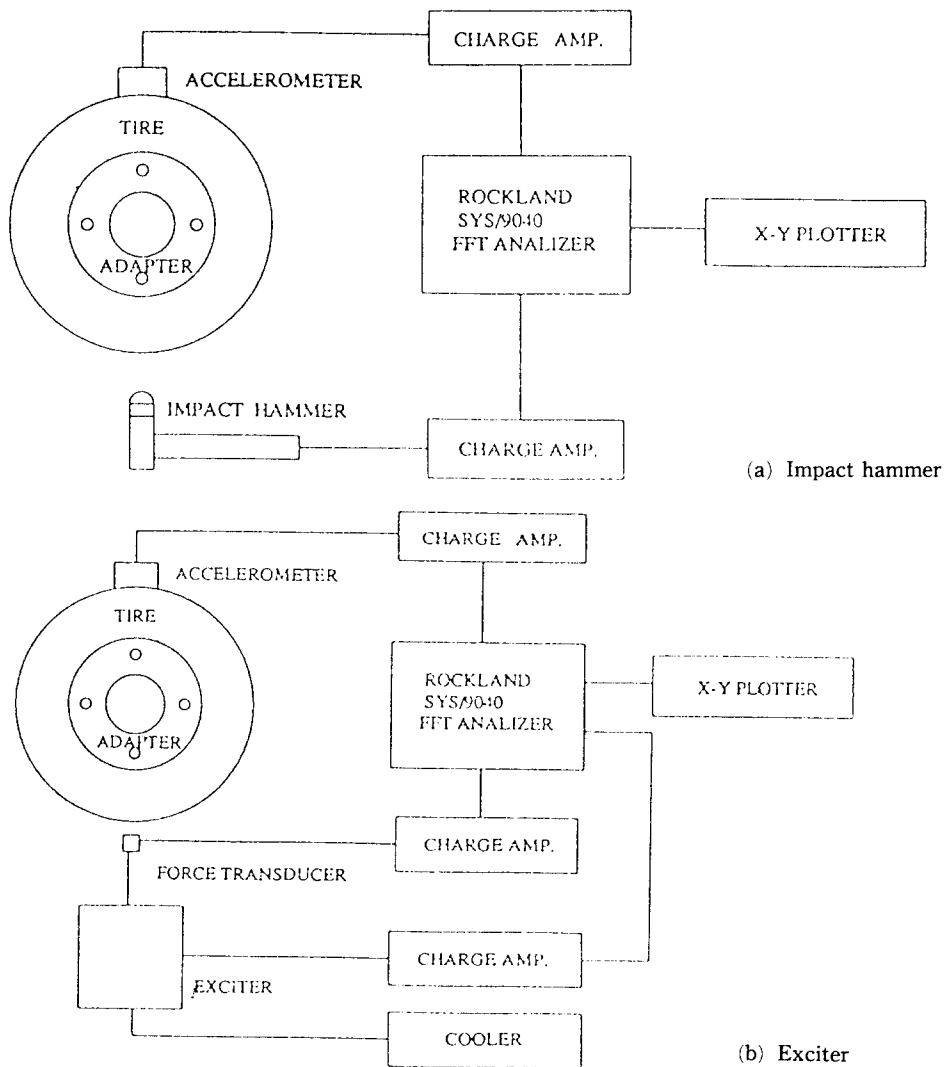 CHARGE AMP.
ACCELEROMETER
TIRE
ROCKLAND
SYS/9040
FFT ANALIZER
X-Y PLOTTER
ADAPTER
IMPACT HAMMER
CHARGE AMP.
(a) Impact hammer
CHARGE AMP.
ACCELEROMETER
TIRE
ROCKLAND
SYS/9040
FFT ANALIZER
X-Y PLOTTER
ADAPTER
CHARGE AMP.
FORCE TRANSDUCER
CHARGE AMP.
EXCITER
COOLER
(b) Exciter